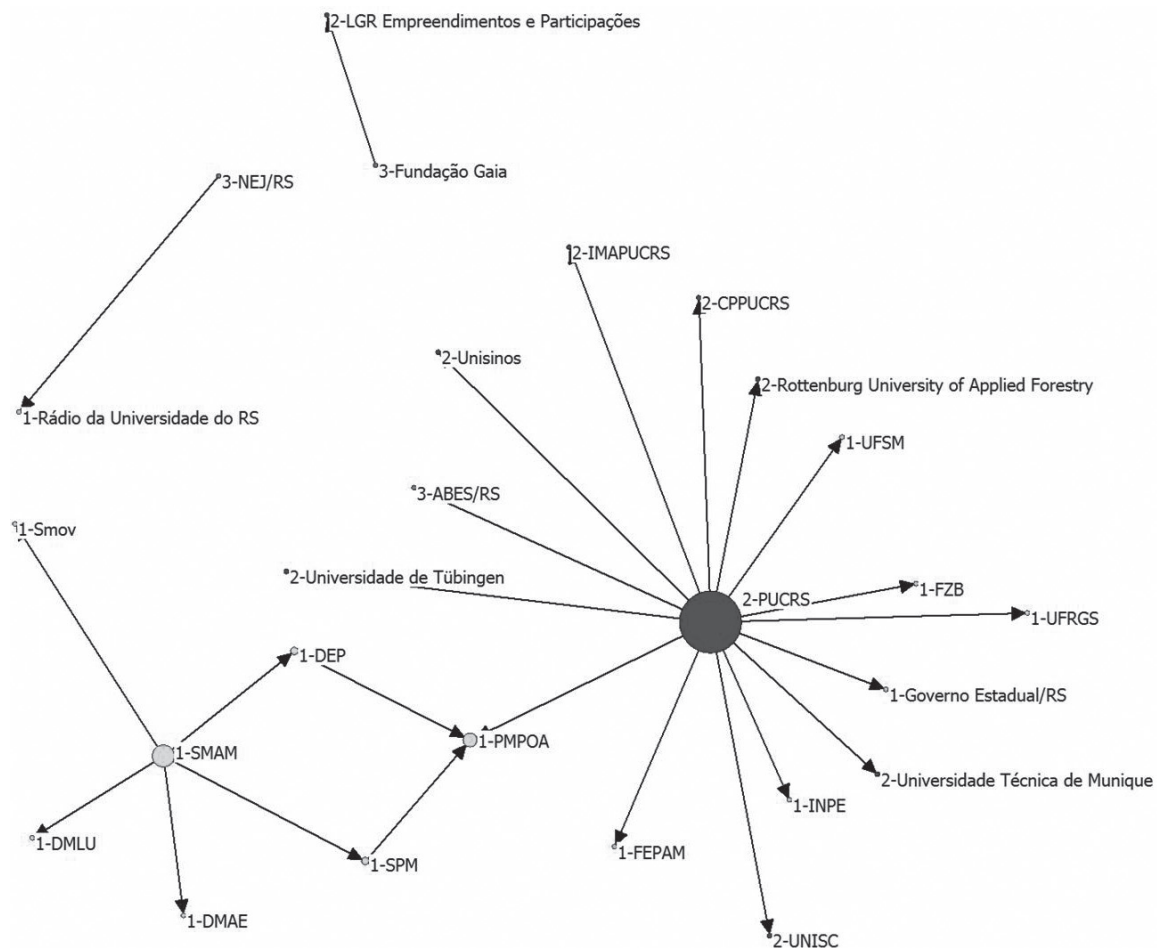 2-LGR Empreendimentos e Participações
3-Fundação Gaia
3-NEJ/RS
2-IMAPUCRS
2-CPPUCRS
2-Unisinos
2-Rottenburg University of Applied Forestry
1-Rádio da Universidade do RS
1-UFSM
3-ABES/RS
1-Smov
2-Universidade de Tübingen
2-PUCRS
1-FZB
1-UFRGS
1-DEP
1-Governo Estadual/RS
1-PMPOA
1-SMAM
2-Universidade Técnica de Munique
1-INPE
1-DMLU
1-FEPAM
1-SPM
1-DMAE
2-UNISC